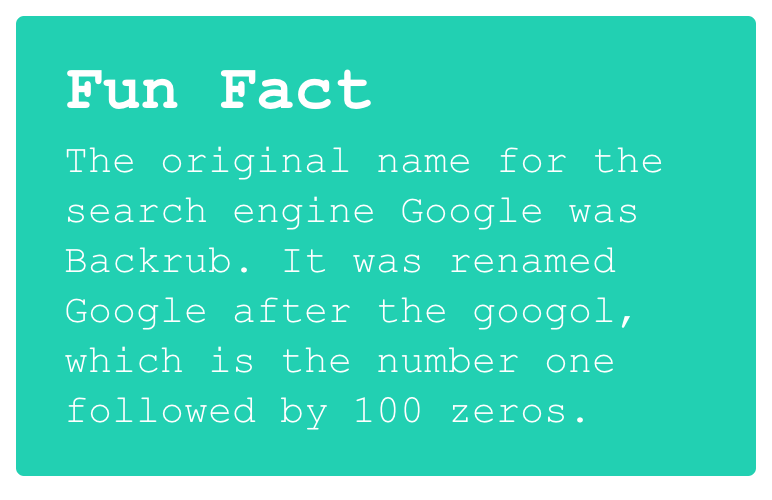 Fun Fact
The original name for the
search engine Google was
Backrub. It was renamed
Google after the googol,
which is the number one
followed by 100 zeros.